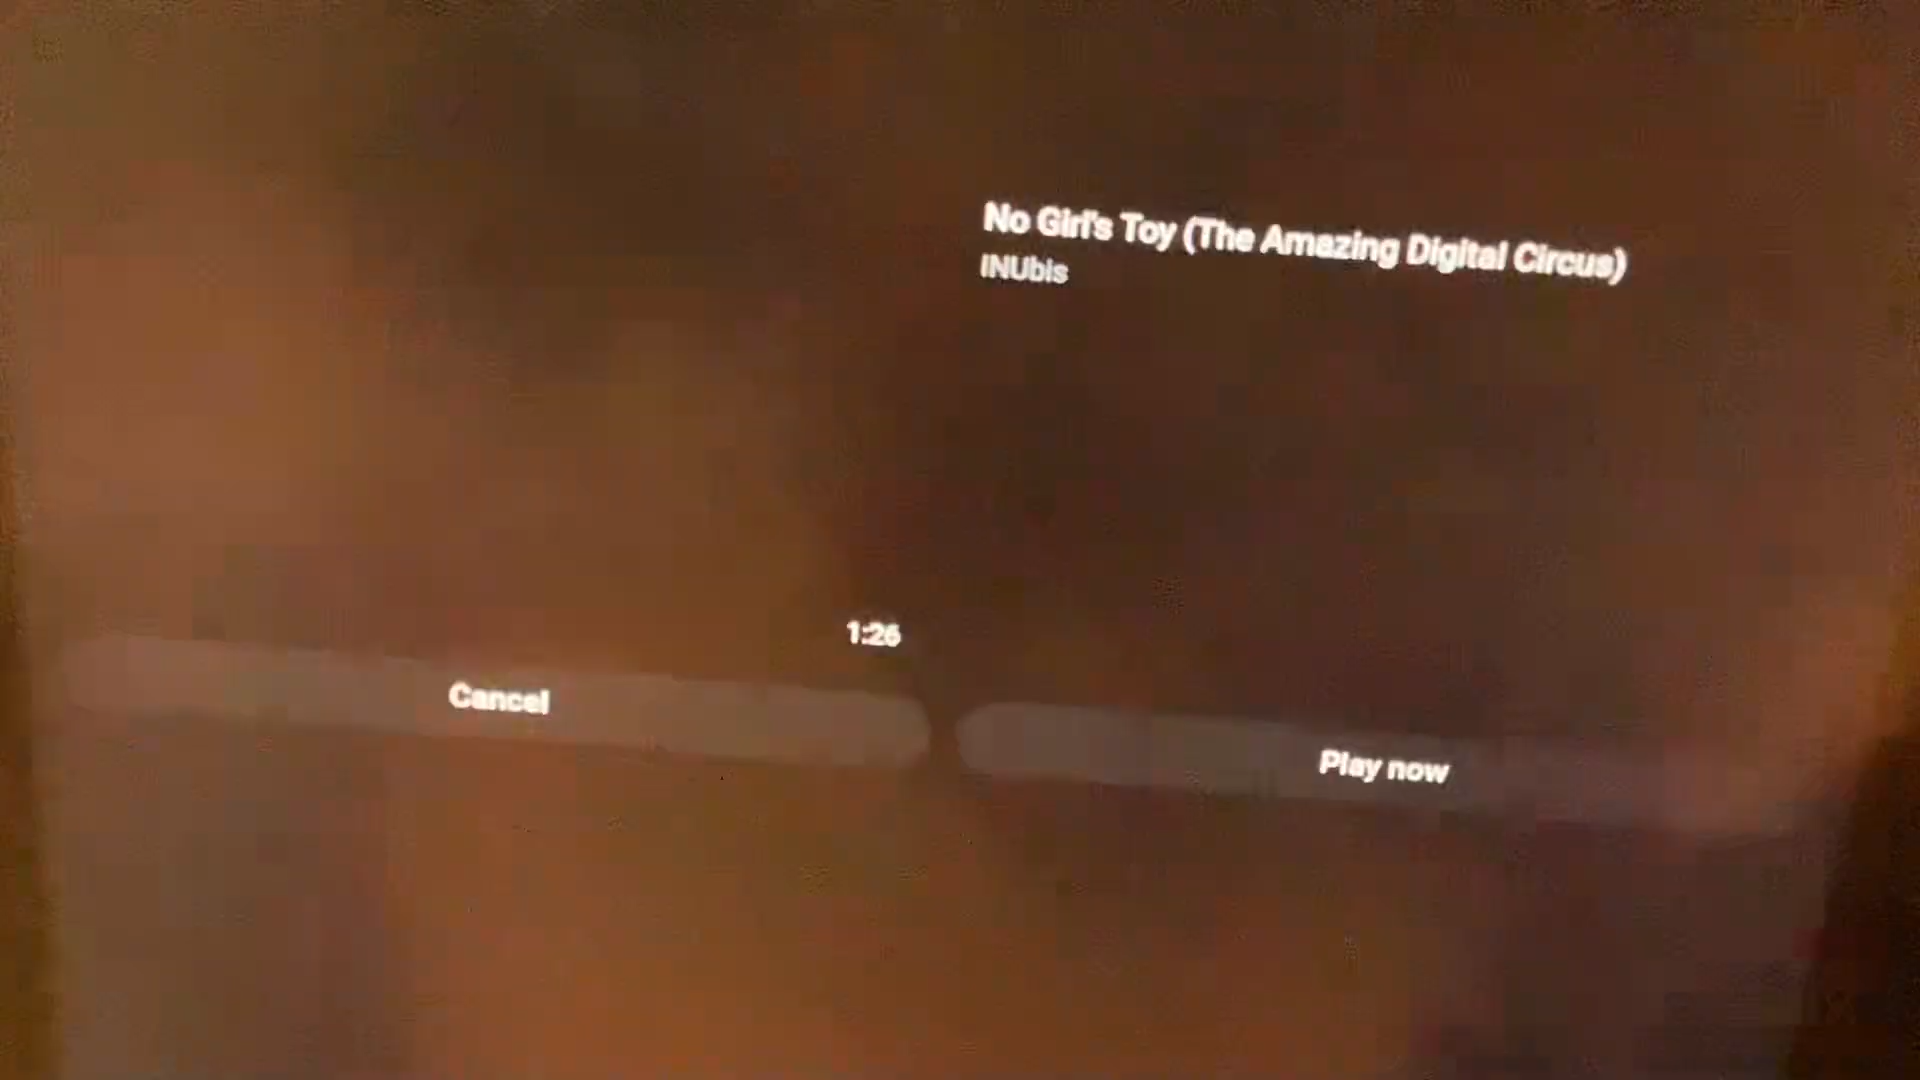 No Girl's Toy (The Amazing Digital Circus)
INUbis
1:26
Cancel
Play now